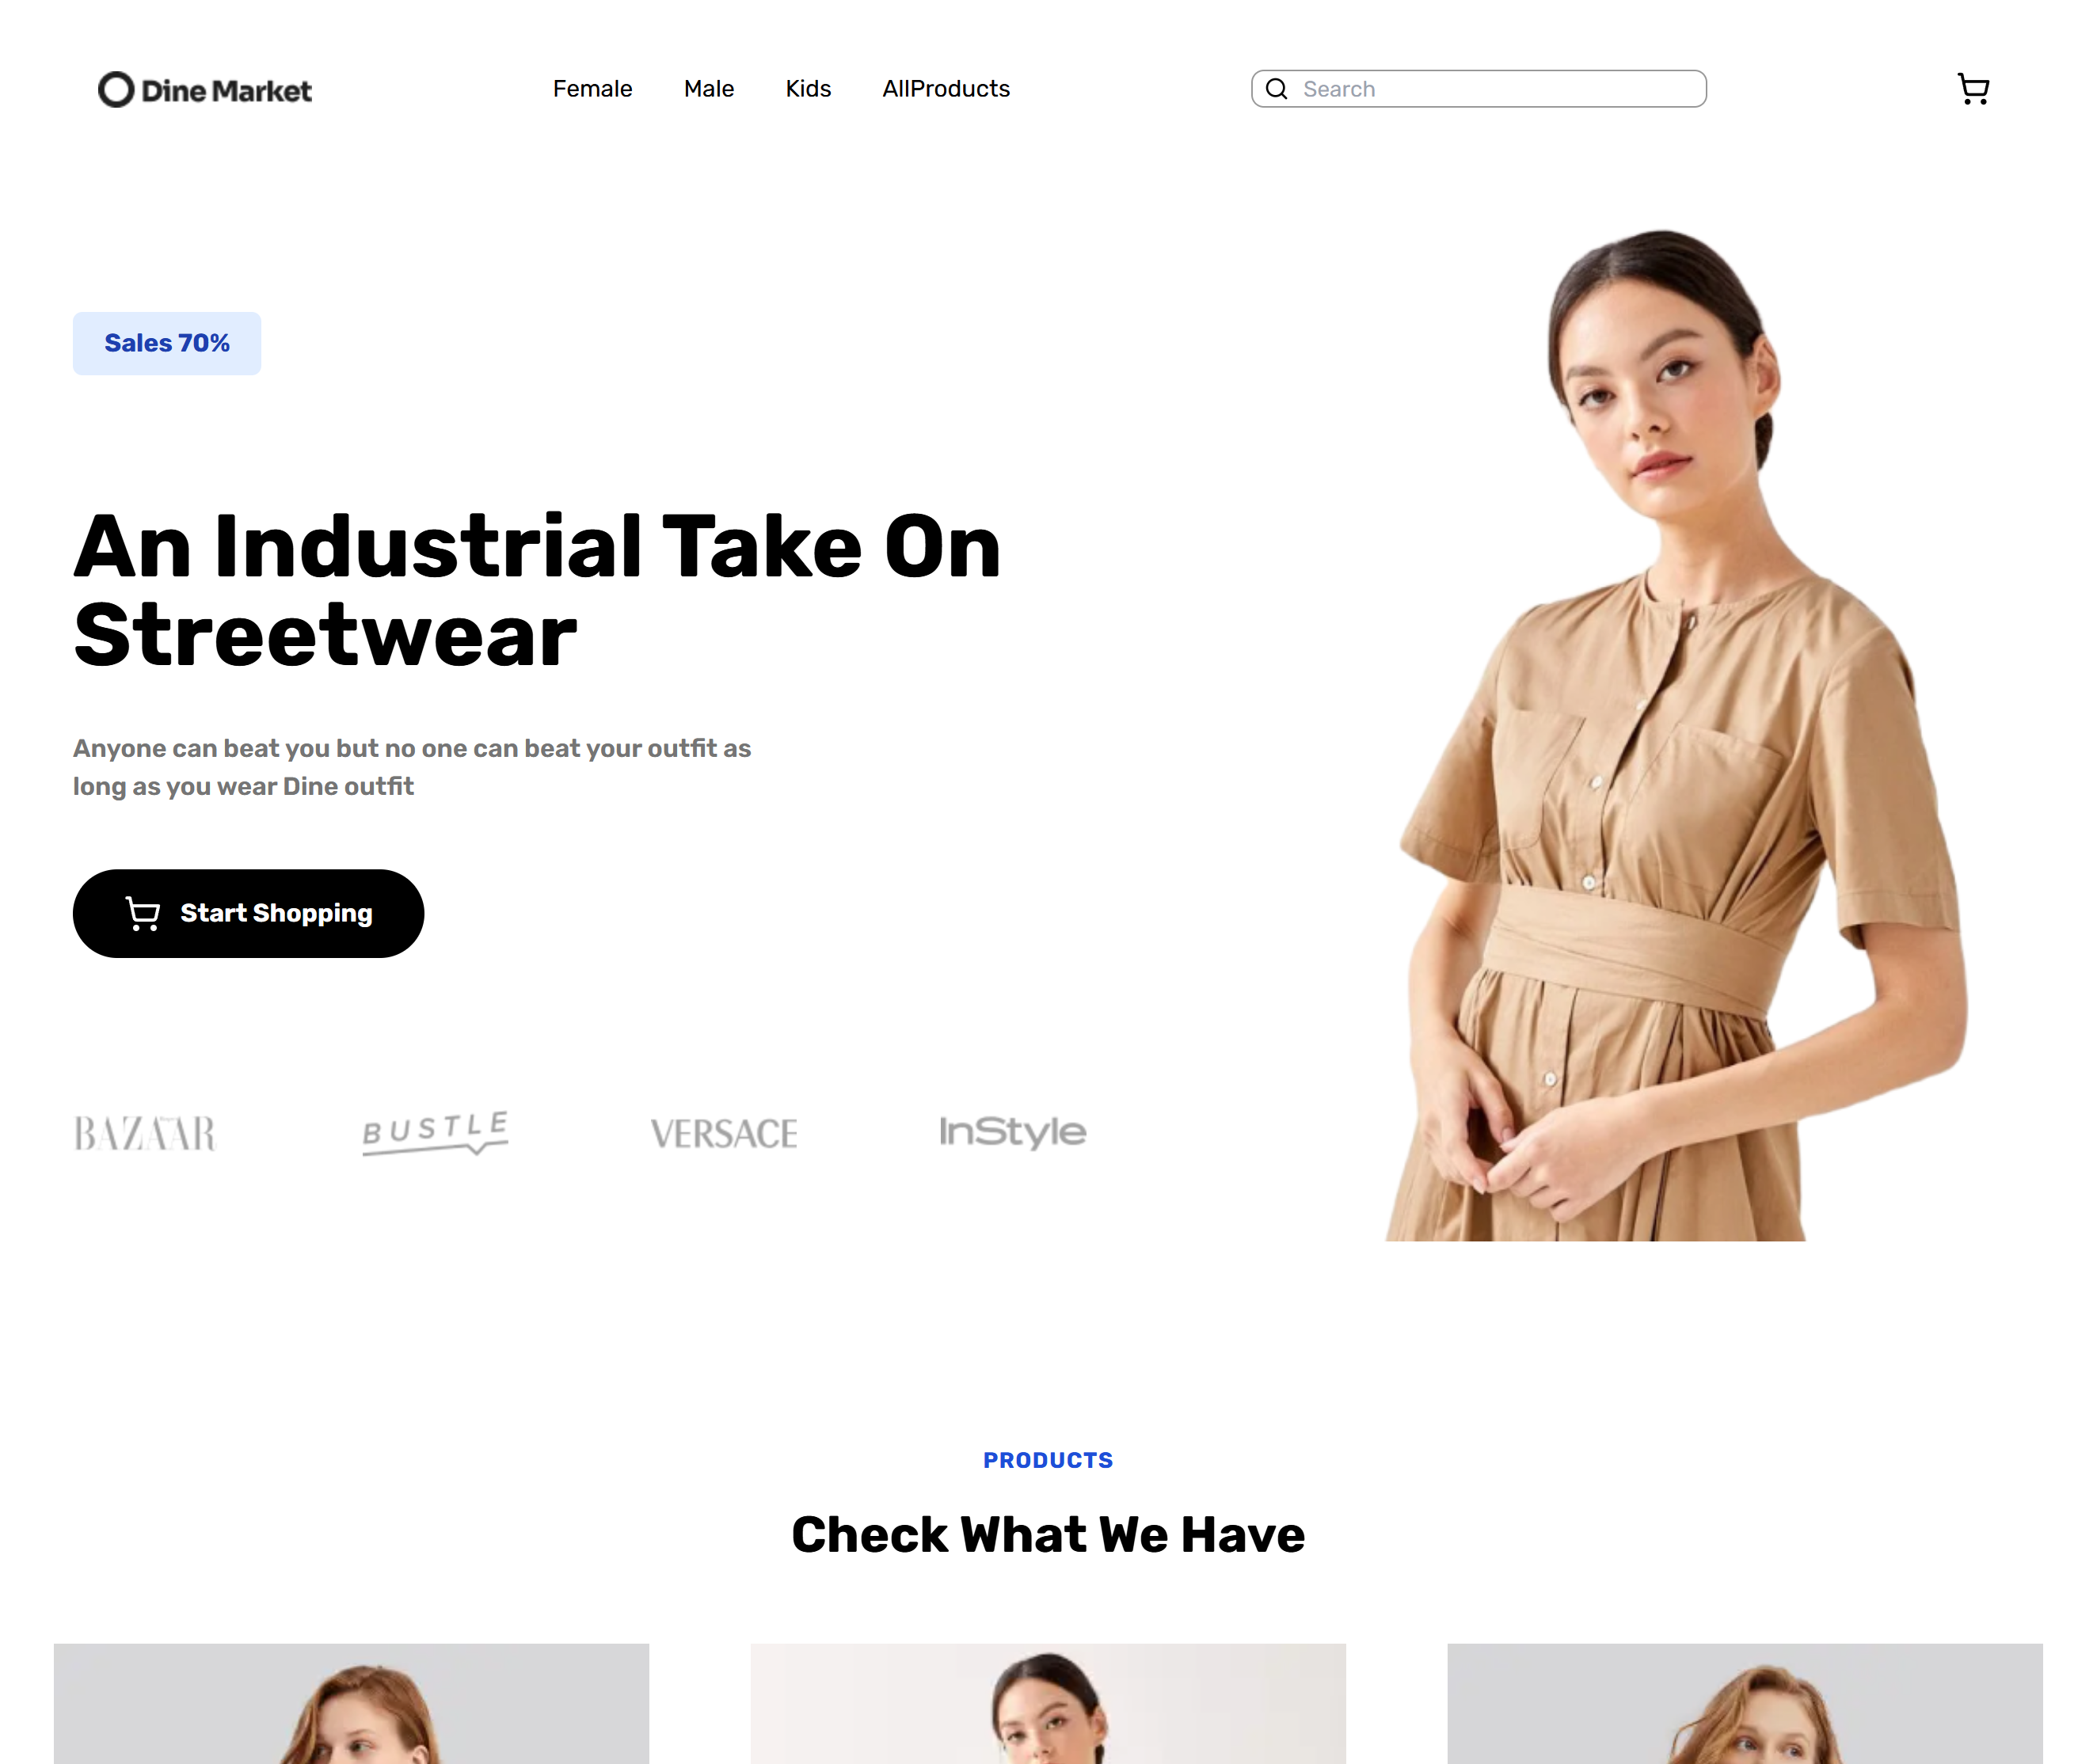 Dine Market
Female Male Kids AllProducts
Search
Sales 70%
An Industrial Take On
Streetwear
Anyone can beat you but no one can beat your outfit as
long as you wear Dine outfit
Start Shopping
BAZAAR BUSTLE VERSACE InStyle
PRODUCTS
Check What We Have